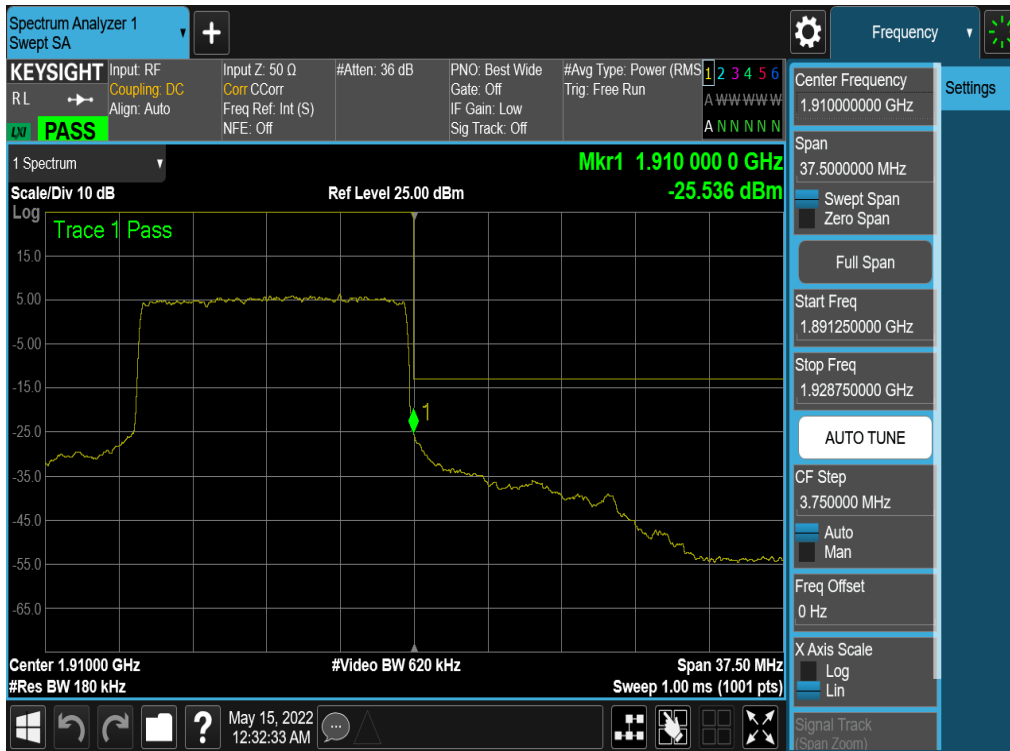 Spectrum Analyzer 1
Swept SA
+
Frequency
KEYSIGHT
R L
LXI
PASS
Input: RF
Coupling: DC
Align: Auto
Input Z: 50 Ω
Corr CCorr
Freq Ref: Int (S)
NFE: Off
#Atten: 36 dB
PNO: Best Wide
Gate: Off
IF Gain: Low
Sig Track: Off
#Avg Type: Power (RMS
Trig: Free Run
1 2 3 4 5 6
A W W W W W
A N N N N N
1 Spectrum
Mkr1 1.910 000 0 GHz
-25.536 dBm
Scale/Div 10 dB
Ref Level 25.00 dBm
Log
Trace 1 Pass
15.0
5.00
-5.00
-15.0
-25.0
-35.0
-45.0
-55.0
-65.0
1
Center 1.91000 GHz
#Video BW 620 kHz
Span 37.50 MHz
#Res BW 180 kHz
Sweep 1.00 ms (1001 pts)
?
May 15, 2022
12:32:33 AM
Center Frequency
1.910000000 GHz
Settings
Span
37.5000000 MHz
Swept Span
Zero Span
Full Span
Start Freq
1.891250000 GHz
Stop Freq
1.928750000 GHz
AUTO TUNE
CF Step
3.750000 MHz
Auto
Man
Freq Offset
0 Hz
X Axis Scale
Log
Lin
Signal Track
(Span Zoom)